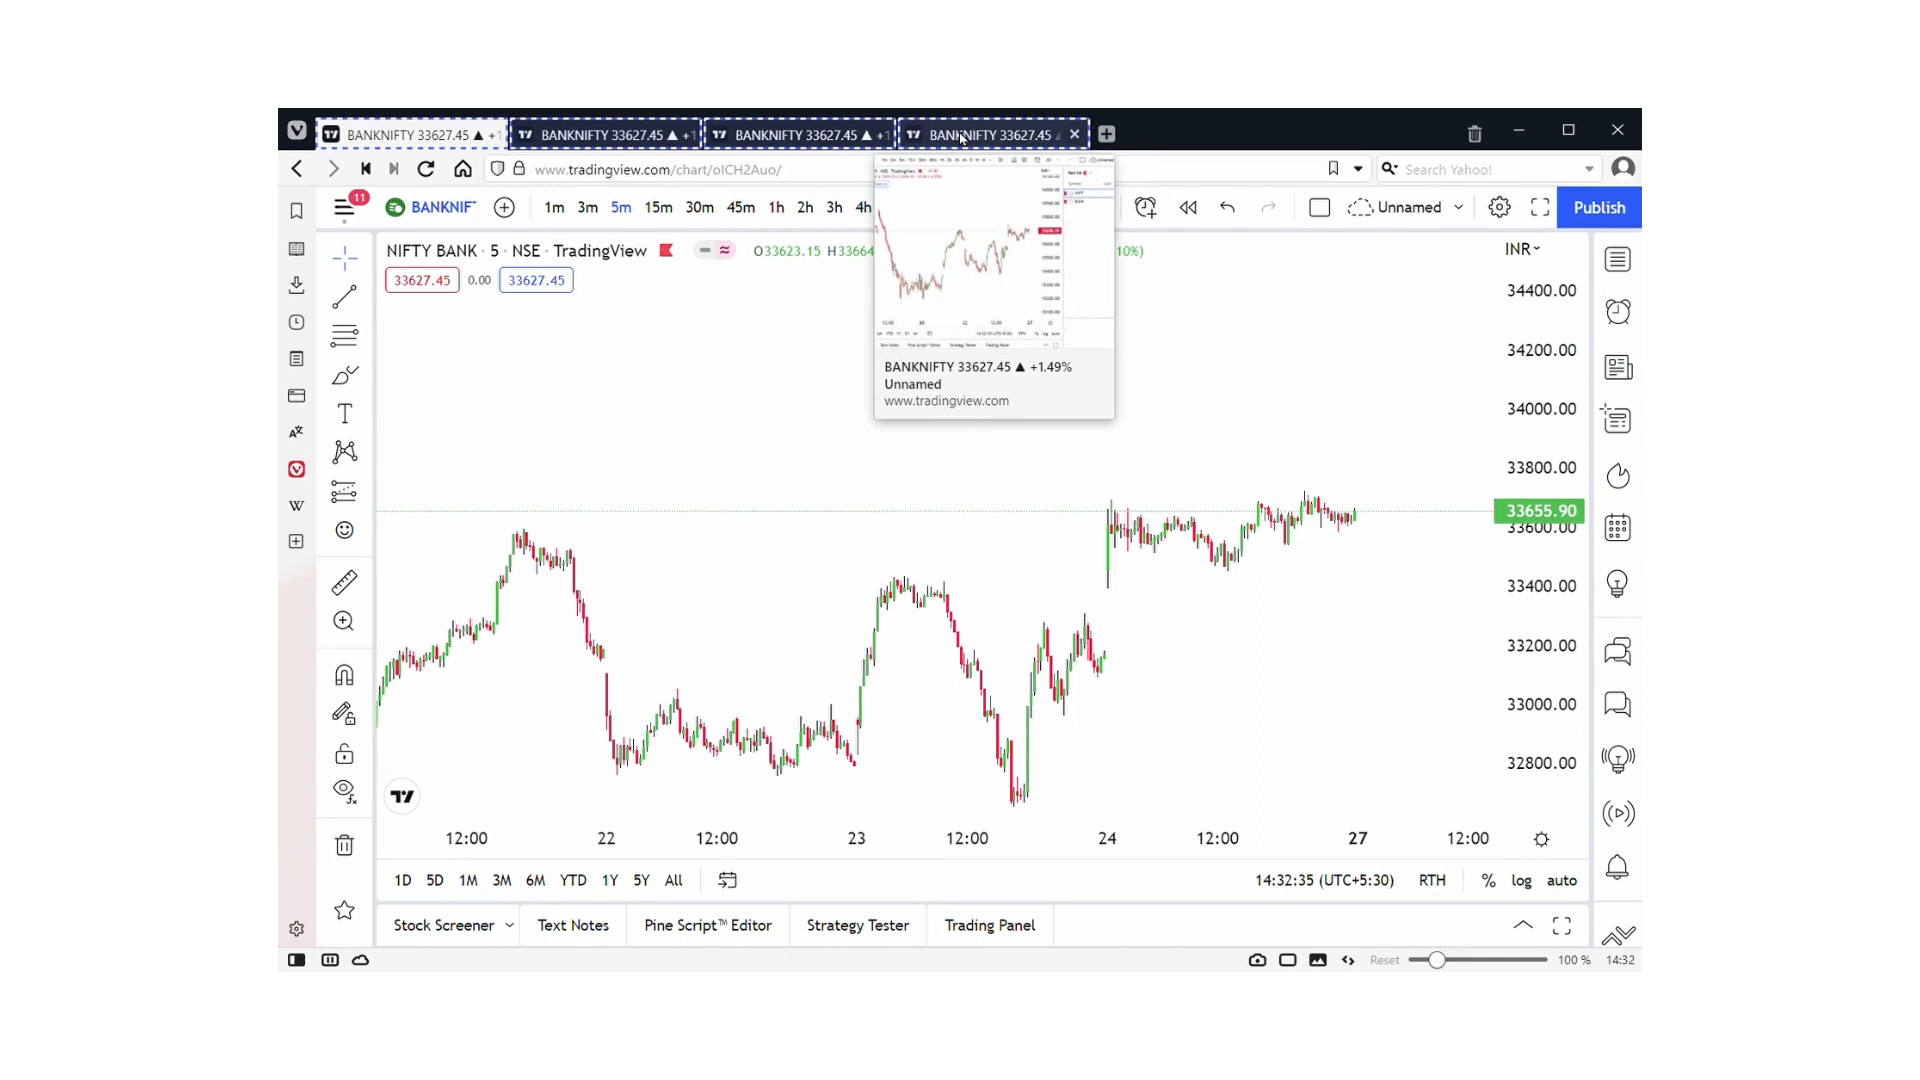 BANKNIFTY 33627.45 ▲ +1
BANKNIFTY 33627.45 ▲ +1
BANKNIFTY 33627.45 ▲ +1
BANKNIFTY 33627.45
www.tradingview.com/chart/oICH2Auo/
Search Yahoo!
11
BANKNIF
1m 3m 5m 15m 30m 45m 1h 2h 3h 4h
Unnamed
Publish
NIFTY BANK · 5 · NSE · TradingView
O33623.15 H33664
10%)
INR
33627.45 0.00 33627.45
BANKNIFTY 33627.45 ▲ +1.49%
Unnamed
www.tradingview.com
34400.00
34200.00
34000.00
33800.00
33655.90
33600.00
33400.00
33200.00
33000.00
32800.00
12:00 22 12:00 23 12:00 24 12:00 27 12:00
1D 5D 1M 3M 6M YTD 1Y 5Y All
14:32:35 (UTC+5:30) RTH % log auto
Stock Screener Text Notes Pine Script™ Editor Strategy Tester Trading Panel
Reset 100 % 14:32